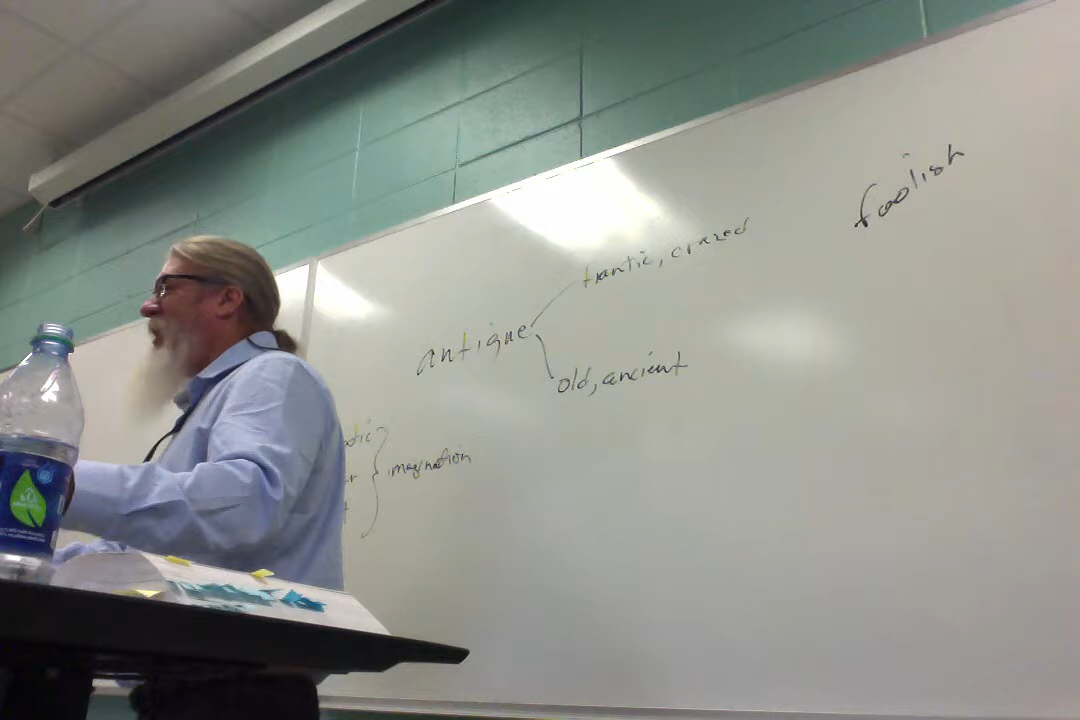 foolish
frantic, crazed
antique
old, ancient
imagination